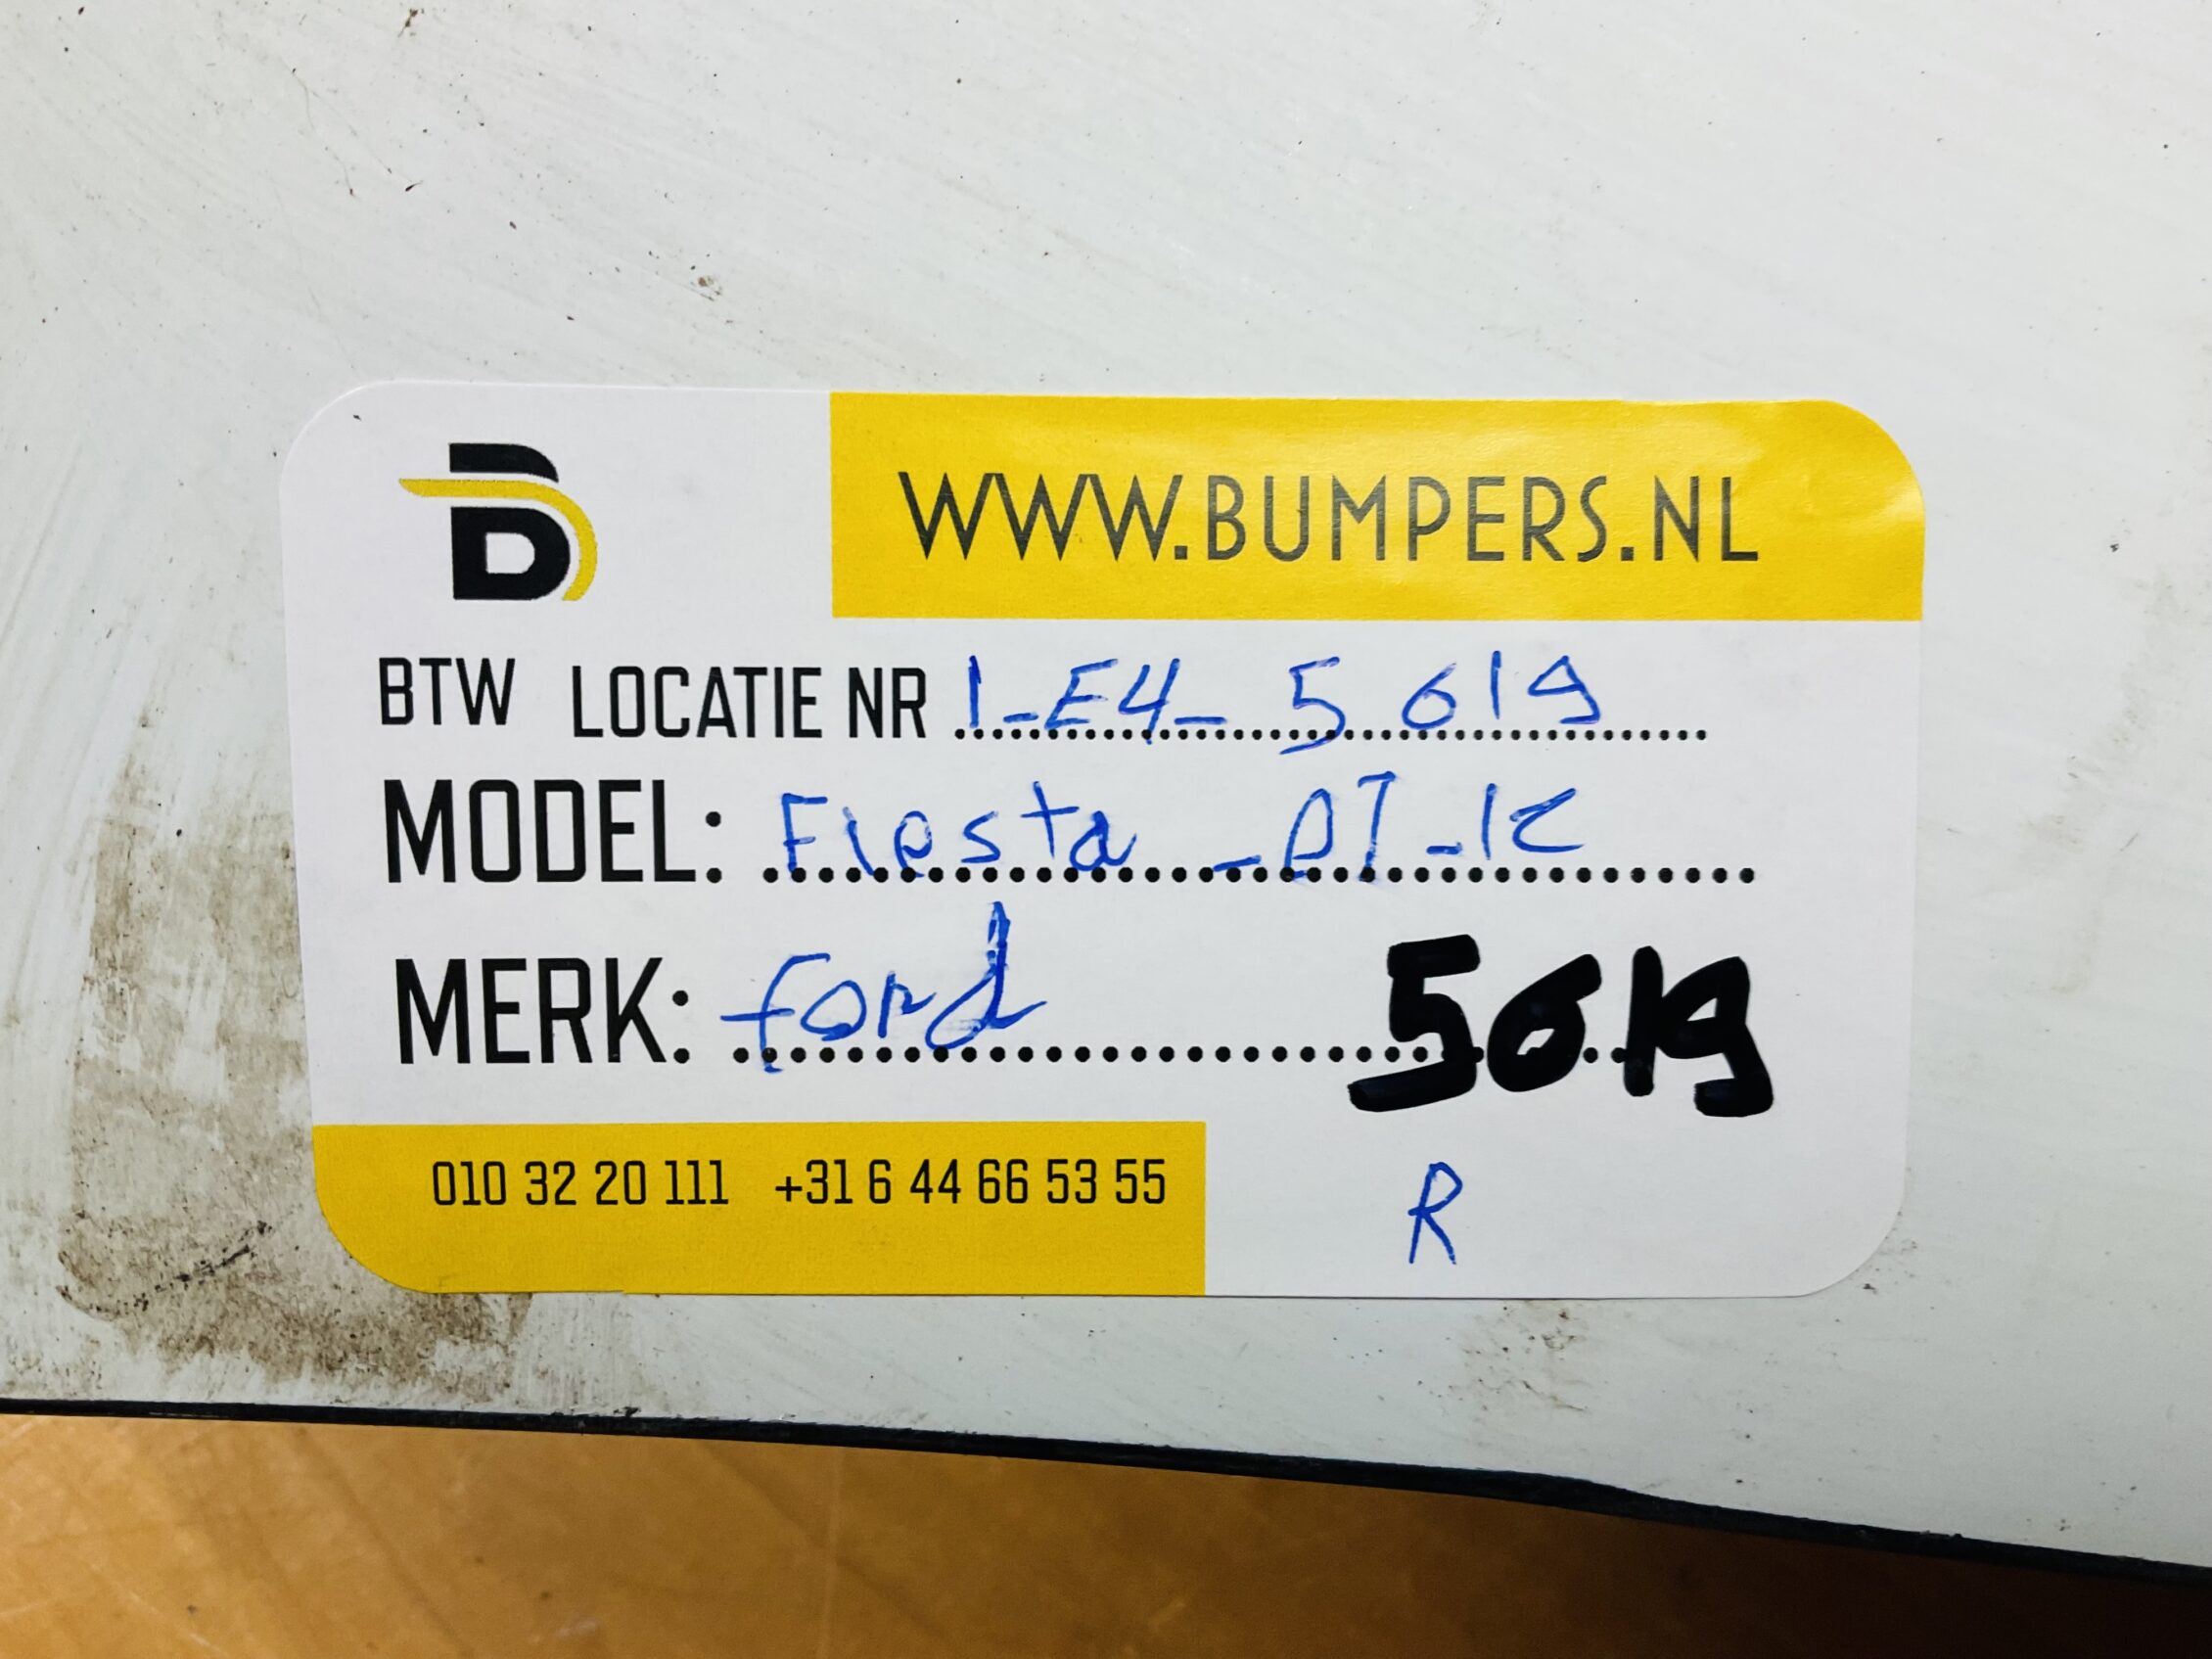 B
WWW.BUMPERS.NL
BTW LOCATIE NR 1-E4-5619
MODEL: Fiesta
MERK: ford
5619
010 32 20 111 +31 6 44 66 53 55
R